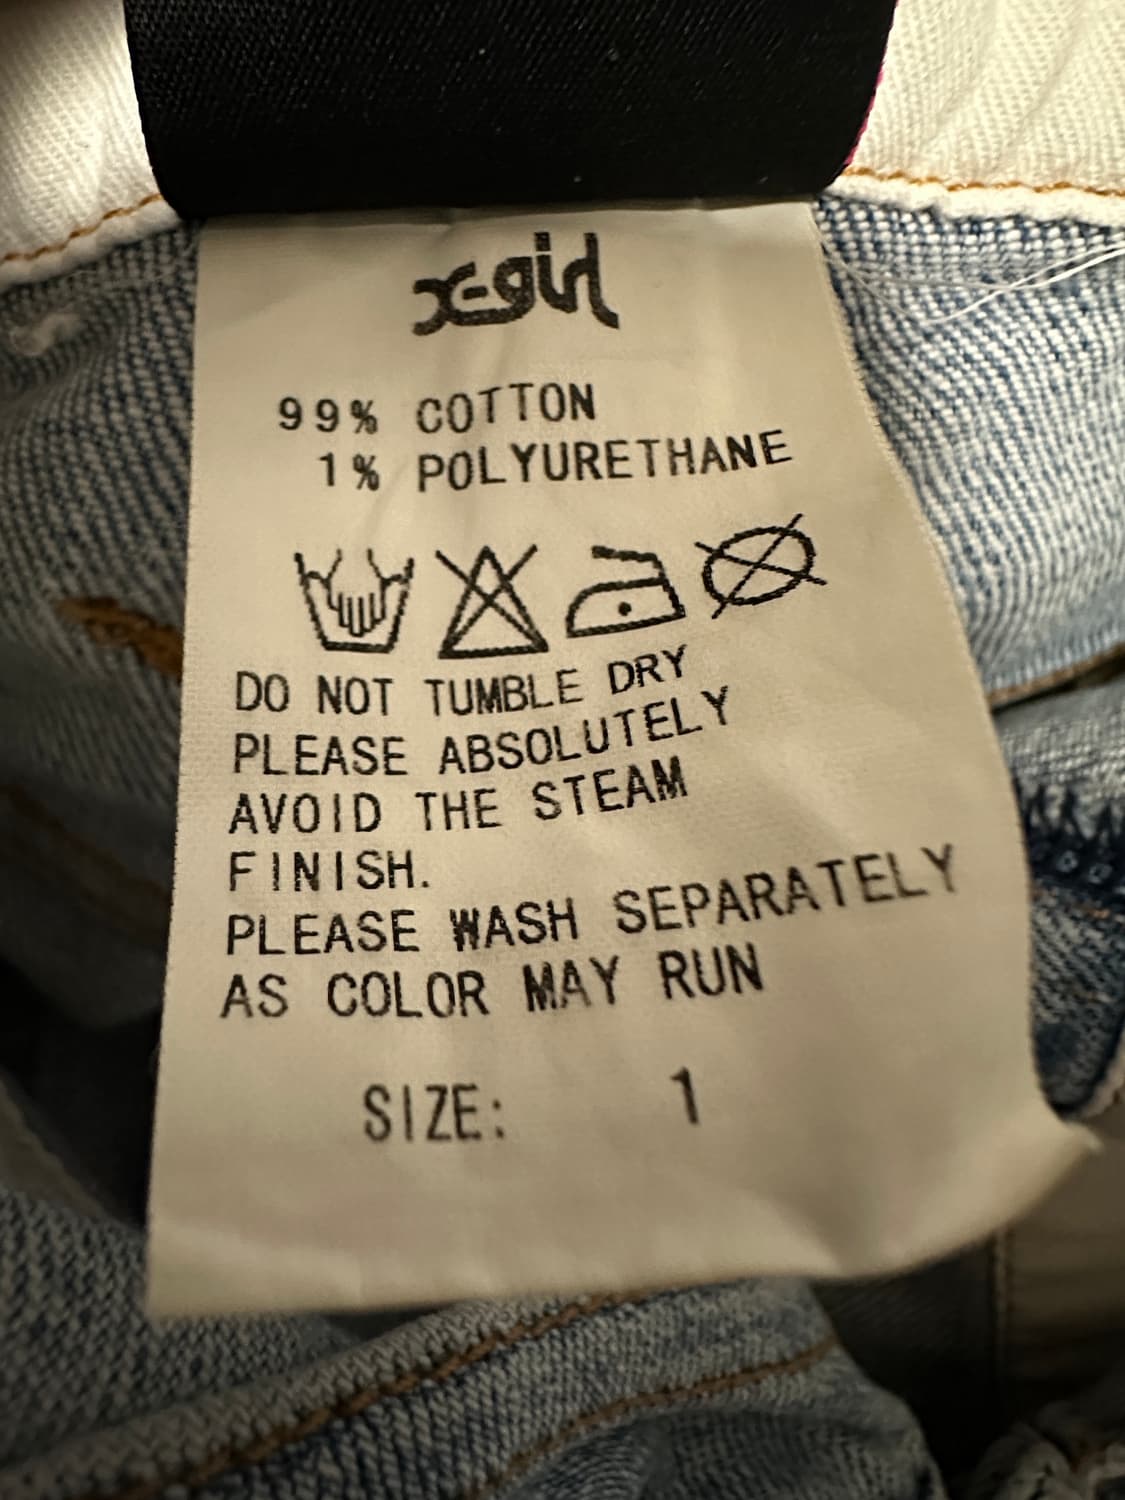 x-girl
99% COTTON
1% POLYURETHANE
DO NOT TUMBLE DRY
PLEASE ABSOLUTELY
AVOID THE STEAM
FINISH.
PLEASE WASH SEPARATELY
AS COLOR MAY RUN
SIZE: 1